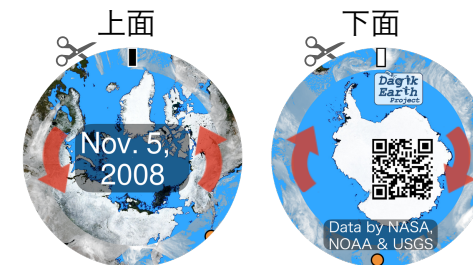 上面
下面
Nov. 5,
2008
Dagik
Earth
Project
Data by NASA,
NOAA & USGS